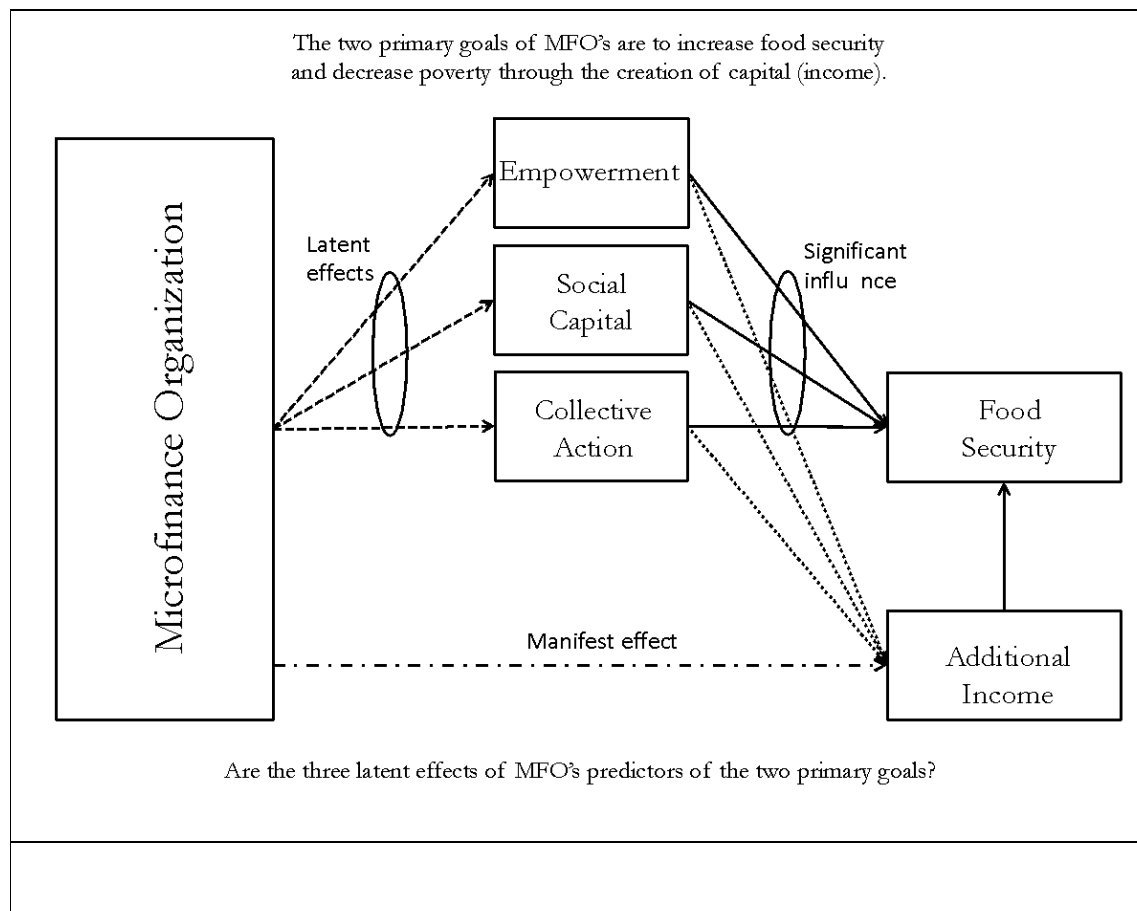 The two primary goals of MFO's are to increase food security
and decrease poverty through the creation of capital (income).
Microfinance Organization
Latent
effects
Empowerment
Social
Capital
Collective
Action
Significant
influ nce
Food
Security
Manifest effect
Additional
Income
Are the three latent effects of MFO's predictors of the two primary goals?